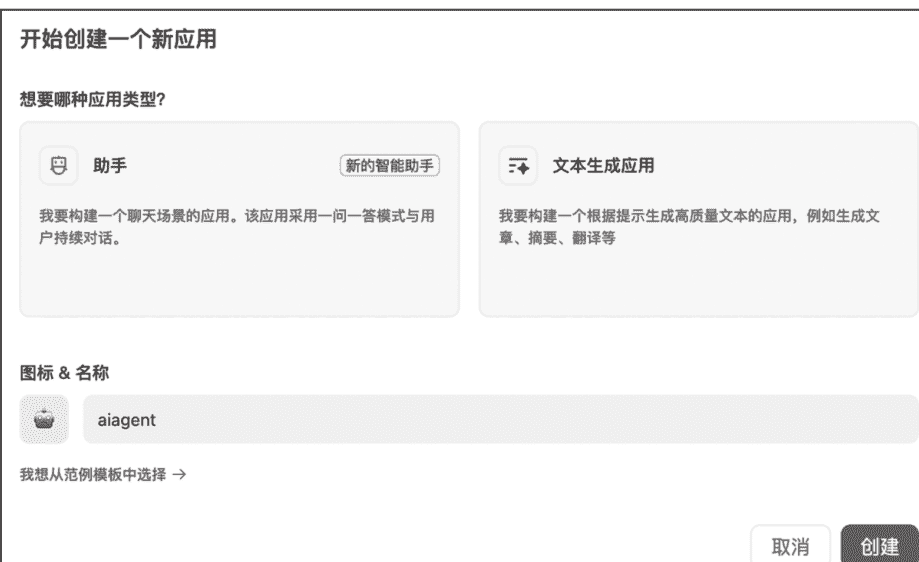 开始创建一个新应用
想要哪种应用类型?
助手
新的智能助手
我要构建一个聊天场景的应用。该应用采用一问一答模式与用
户持续对话。
文本生成应用
我要构建一个根据提示生成高质量文本的应用，例如生成文
章、摘要、翻译等
图标 & 名称
aiagent
我想从范例模板中选择 →
取消
创建